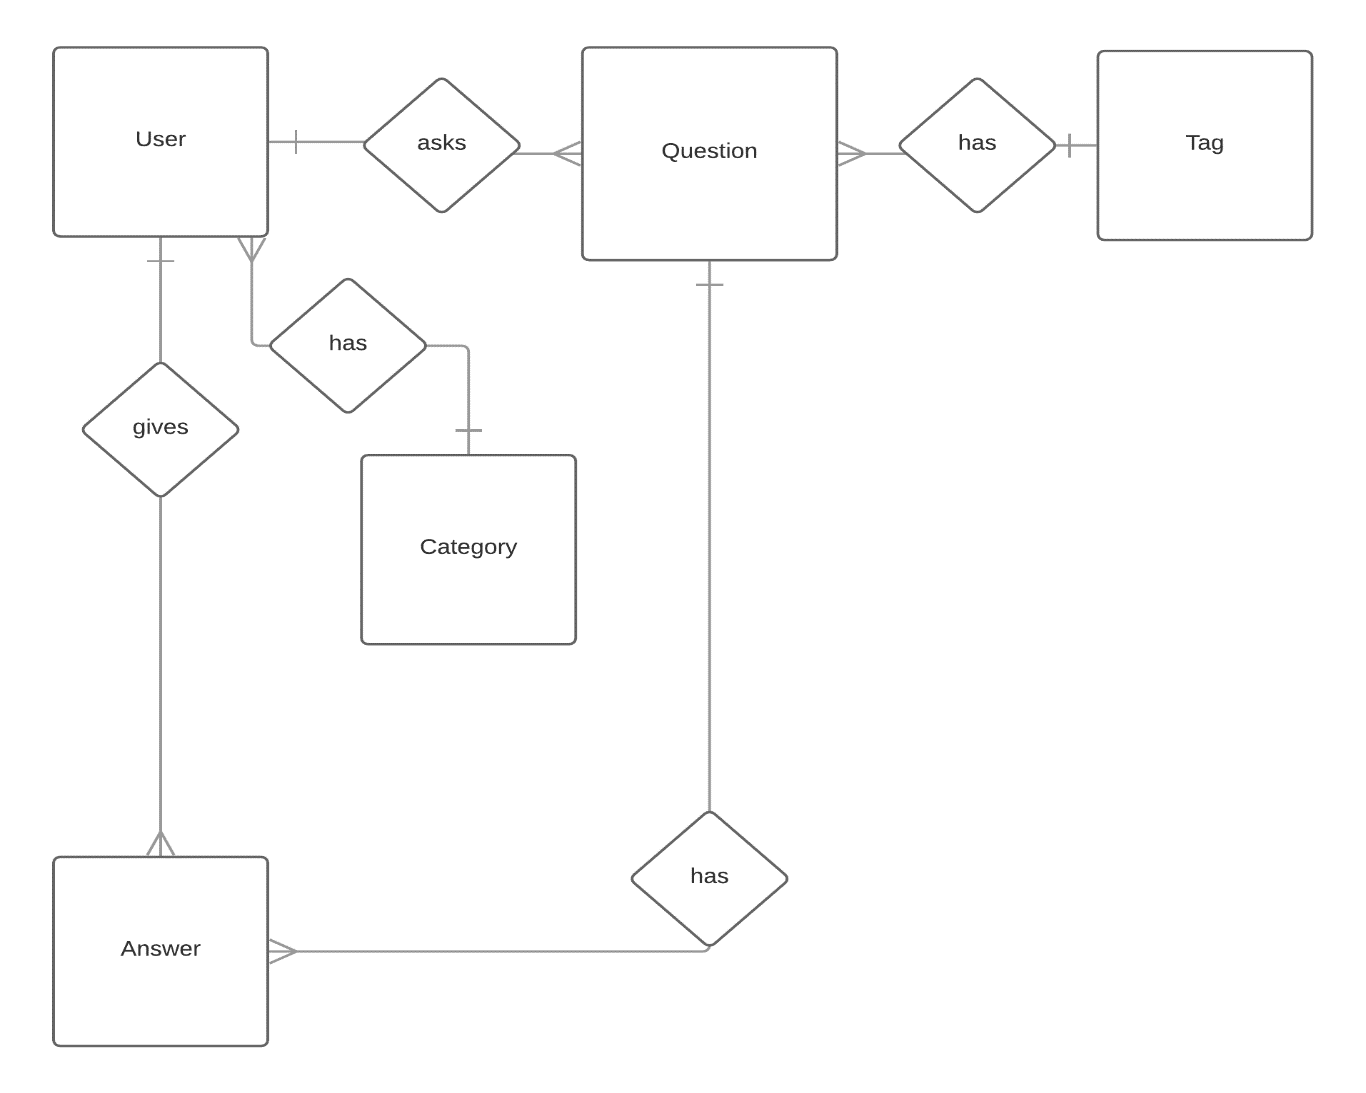 User
asks
Question
has
Tag
has
gives
Category
has
Answer